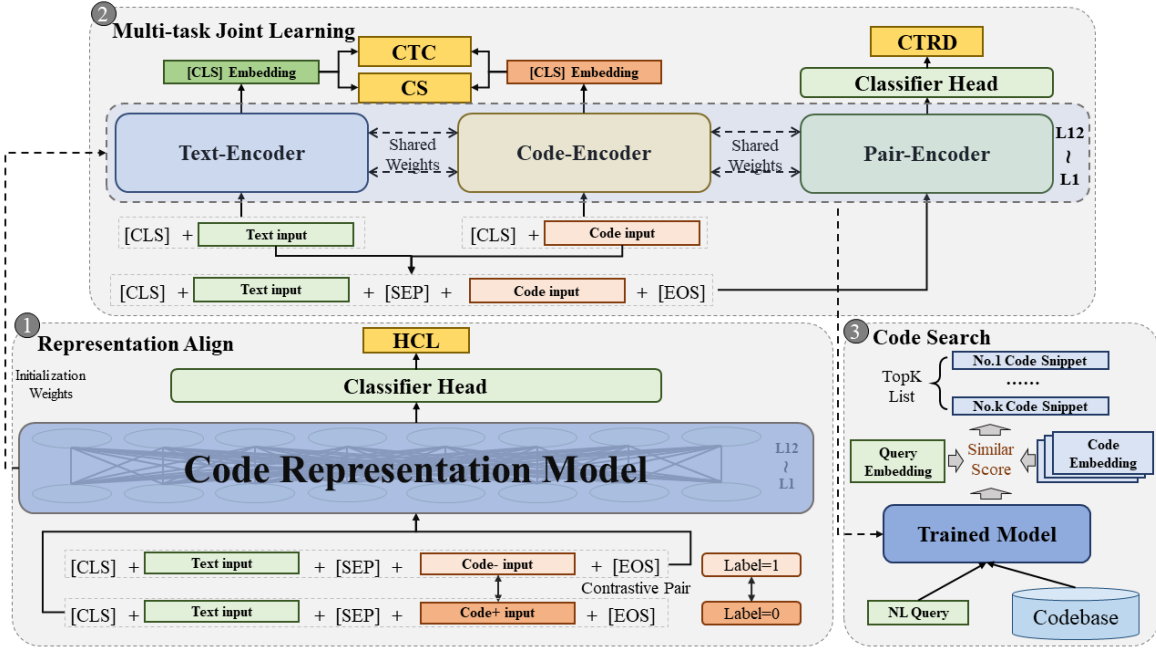 2
Multi-task Joint Learning
[CLS] Embedding
CTC
CS
[CLS] Embedding
CTRD
Classifier Head
Text-Encoder
Shared
Weights
Code-Encoder
Shared
Weights
Pair-Encoder
L12
~
L1
[CLS] + Text input
[CLS] + Code input
[CLS] + Text input + [SEP] + Code input + [EOS]
1
Representation Align
HCL
Initialization
Weights
Classifier Head
Code Representation Model
L12
~
L1
[CLS] + Text input + [SEP] + Code- input + [EOS]
Label=1
Contrastive Pair
[CLS] + Text input + [SEP] + Code+ input + [EOS]
Label=0
3
Code Search
TopK
List
No.1 Code Snippet
......
No.k Code Snippet
Query
Embedding
Similar
Score
Code
Embedding
Trained Model
NL Query
Codebase